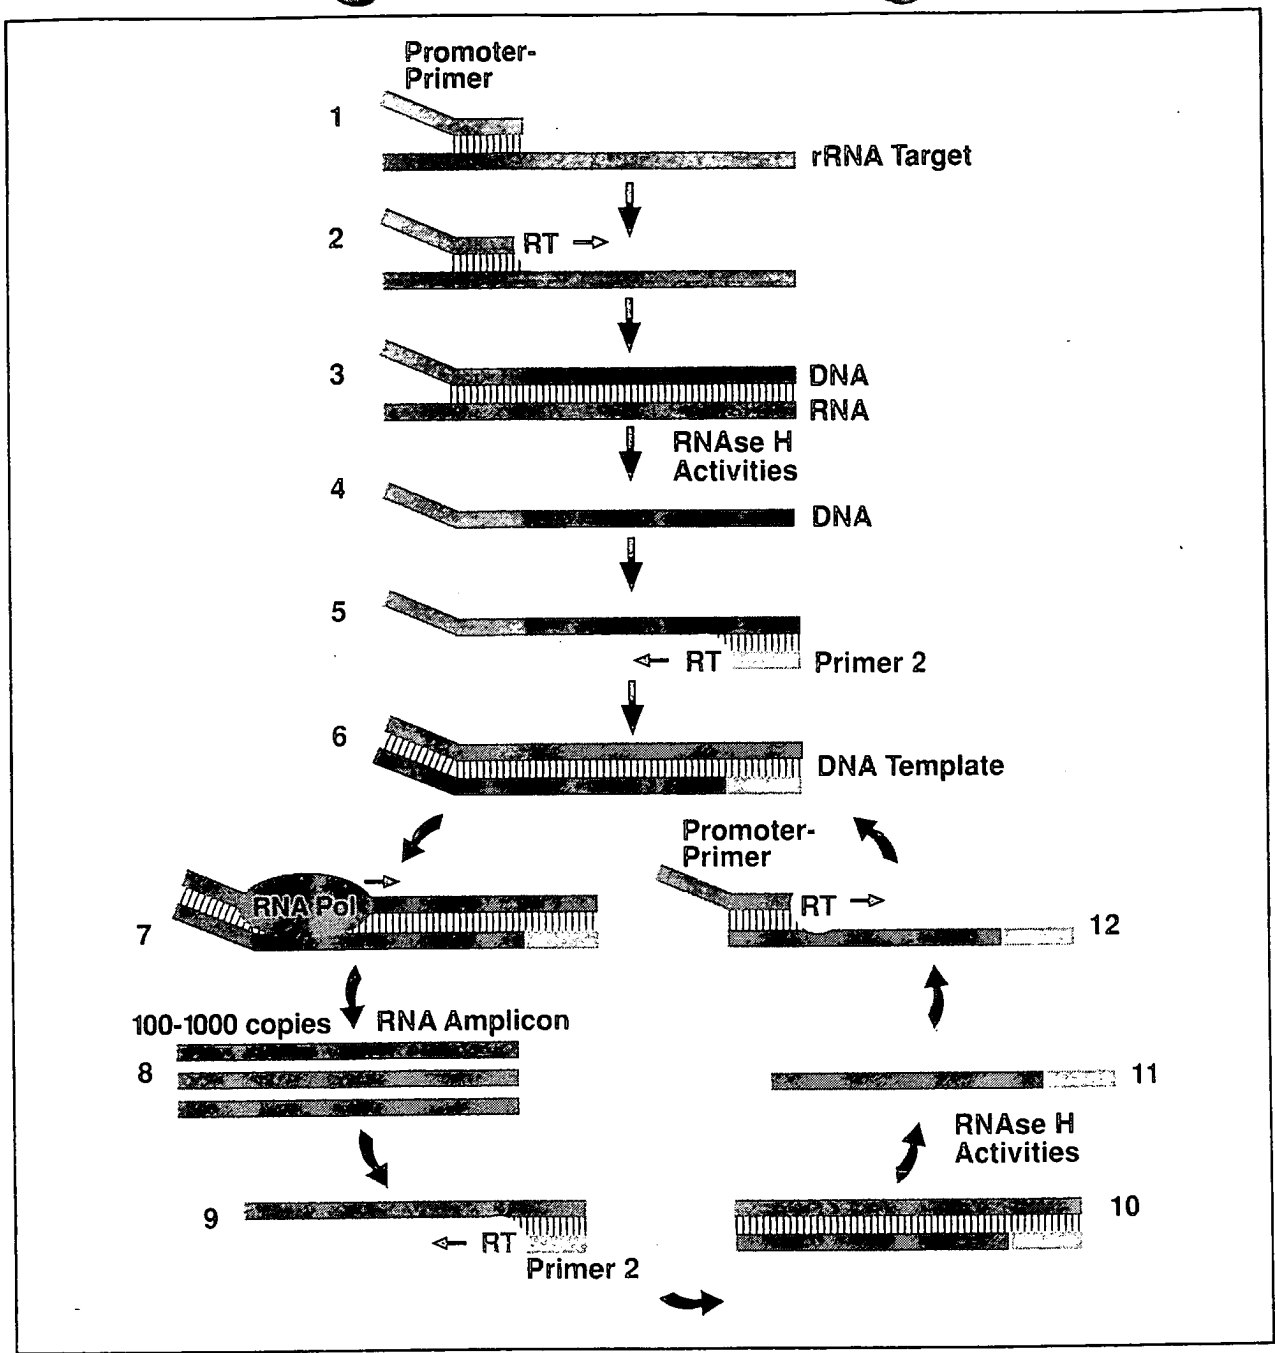 Promoter-
Primer
1
rRNA Target
2
RT
3
DNA
RNA
RNAse H
Activities
4
DNA
5
RT
Primer 2
6
DNA Template
Promoter-
Primer
7
RNA Pol
RT
12
100-1000 copies
RNA Amplicon
8
11
RNAse H
Activities
9
RT
Primer 2
10